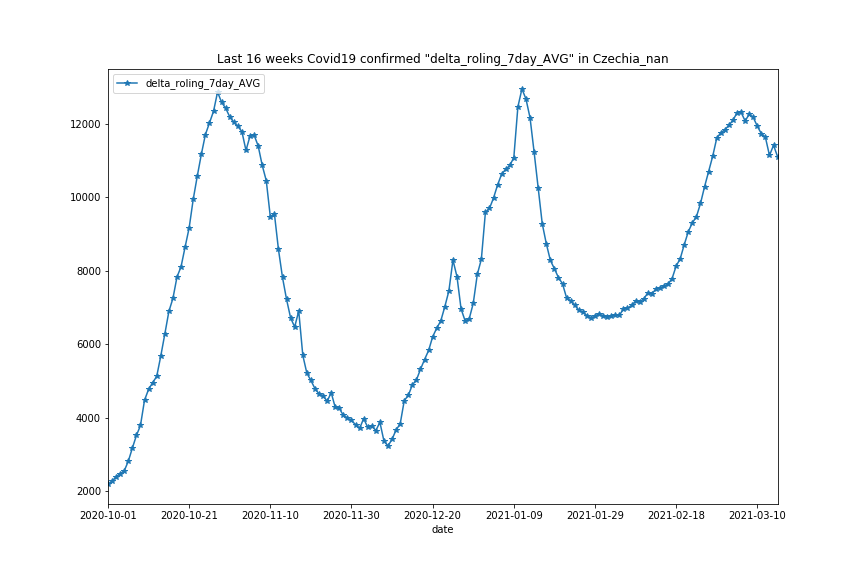 Last 16 weeks Covid19 confirmed "delta_roling_7day_AVG" in Czechia_nan
delta_roling_7day_AVG
12000
10000
8000
6000
4000
2000
2020-10-01 2020-10-21 2020-11-10 2020-11-30 2020-12-20 2021-01-09 2021-01-29 2021-02-18 2021-03-10
date